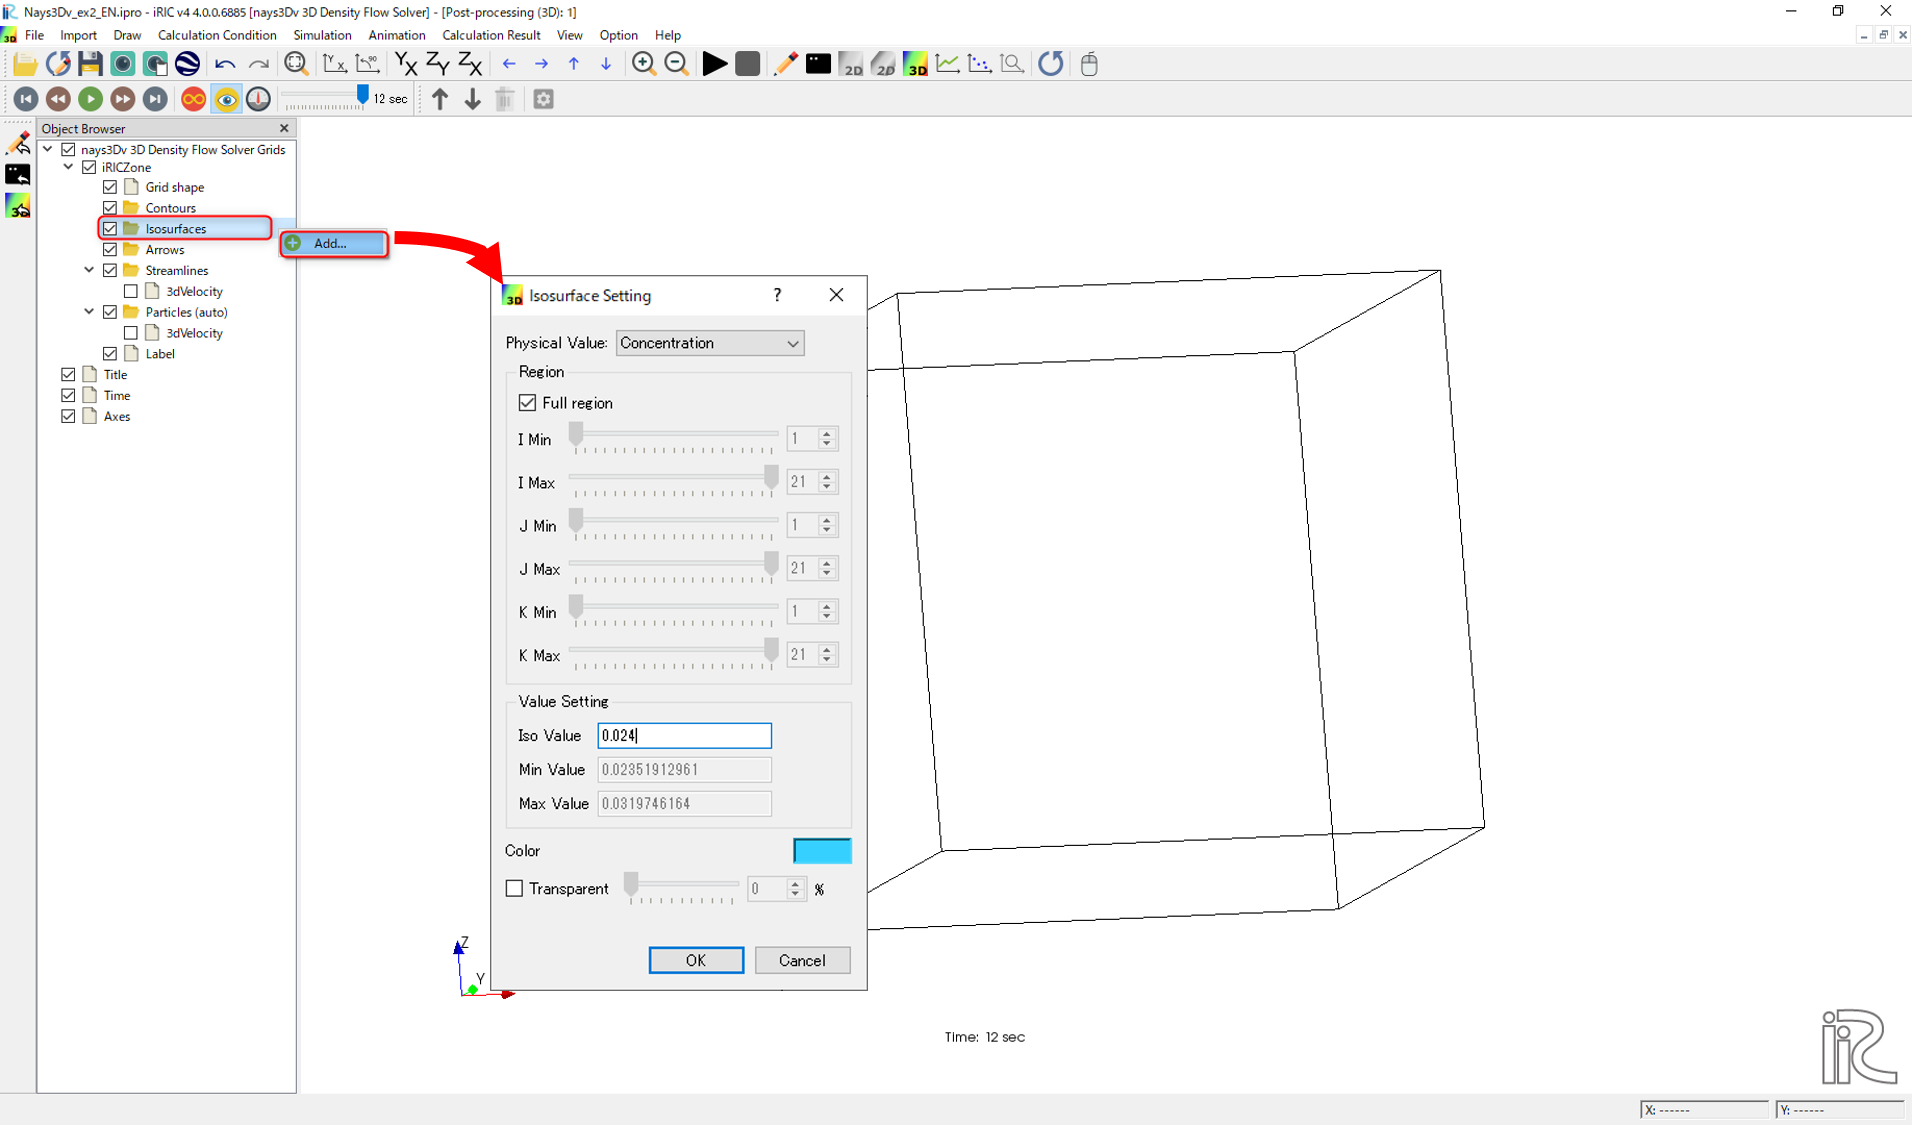 Nays3Dv_ex2_EN.ipro - iRIC v4 4.0.0.6885 [nays3Dv 3D Density Flow Solver] - [Post-processing (3D): 1]
File Import Draw Calculation Condition Simulation Animation Calculation Result View Option Help
12 sec
Object Browser
nays3Dv 3D Density Flow Solver Grids
iRICZone
Grid shape
Contours
Isosurfaces
Add...
Arrows
Streamlines
3dVelocity
Particles (auto)
3dVelocity
Label
Title
Time
Axes
Isosurface Setting
?
Physical Value: Concentration
Region
Full region
I Min 1
I Max 21
J Min 1
J Max 21
K Min 1
K Max 21
Value Setting
Iso Value 0.024
Min Value 0.02351912961
Max Value 0.0319746164
Color
Transparent 0 %
OK Cancel
Z
Y
Time: 12 sec
iRIC
X: ------ Y: ------